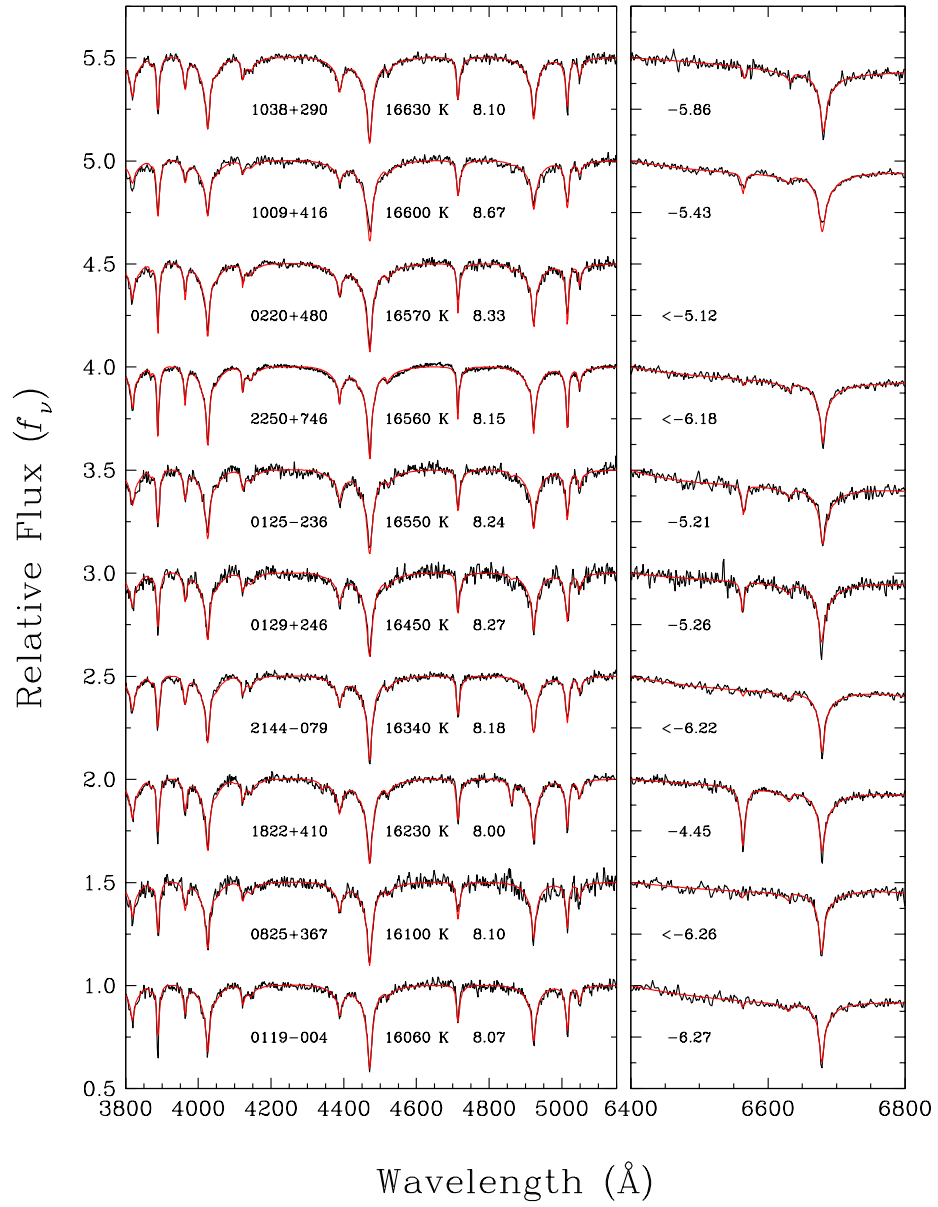 5.5
1038+290 16630 K 8.10 −5.86
5.0
1009+416 16600 K 8.67 −5.43
4.5
0220+480 16570 K 8.33 <−5.12
4.0
2250+746 16560 K 8.15 <−6.18
3.5
0125−236 16550 K 8.24 −5.21
3.0
0129+246 16450 K 8.27 −5.26
2.5
2144−079 16340 K 8.18 <−6.22
2.0
1822+410 16230 K 8.00 −4.45
1.5
0825+367 16100 K 8.10 <−6.26
1.0
0119−004 16060 K 8.07 −6.27
0.5
3800 4000 4200 4400 4600 4800 5000 6400 6600 6800
Wavelength (Å)
Relative Flux (fν)